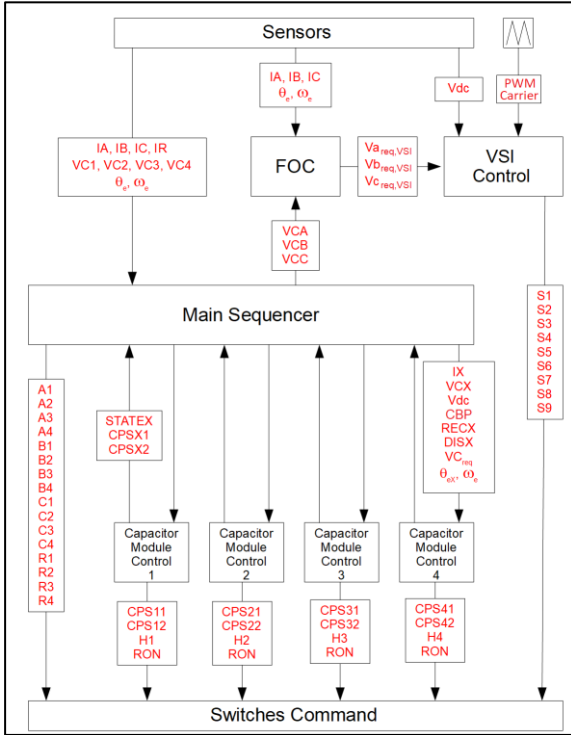 Sensors
IA, IB, IC
θe, ωe
Vdc
PWM
Carrier
IA, IB, IC, IR
VC1, VC2, VC3, VC4
θe, ωe
FOC
Vareq,VSI
Vbreq,VSI
Vcreq,VSI
VSI
Control
VCA
VCB
VCC
Main Sequencer
S1
S2
S3
S4
S5
S6
S7
S8
S9
A1
A2
A3
A4
B1
B2
B3
B4
C1
C2
C3
C4
R1
R2
R3
R4
STATEX
CPSX1
CPSX2
IX
VCX
Vdc
CBP
RECX
DISX
VCreq
θeX, ωe
Capacitor
Module
Control
1
Capacitor
Module
Control
2
Capacitor
Module
Control
3
Capacitor
Module
Control
4
CPS11
CPS12
H1
RON
CPS21
CPS22
H2
RON
CPS31
CPS32
H3
RON
CPS41
CPS42
H4
RON
Switches Command